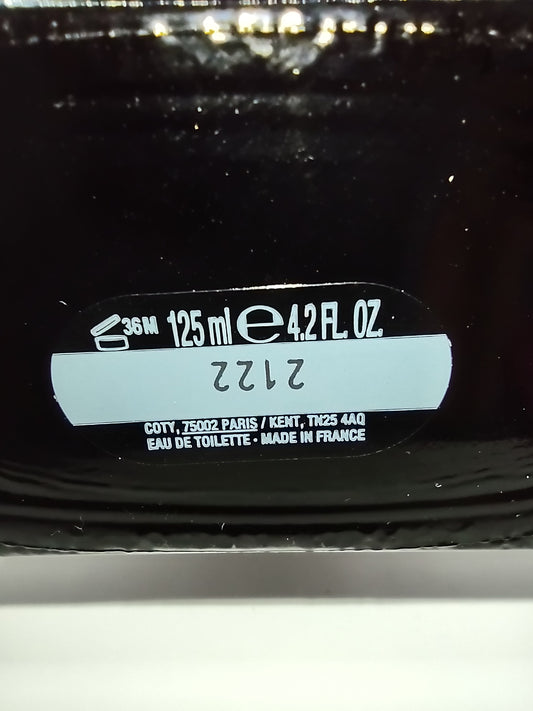 36M 125 ml ℮ 4.2 FL. OZ.
2122
COTY, 75002 PARIS / KENT, TN25 4AQ
EAU DE TOILETTE · MADE IN FRANCE